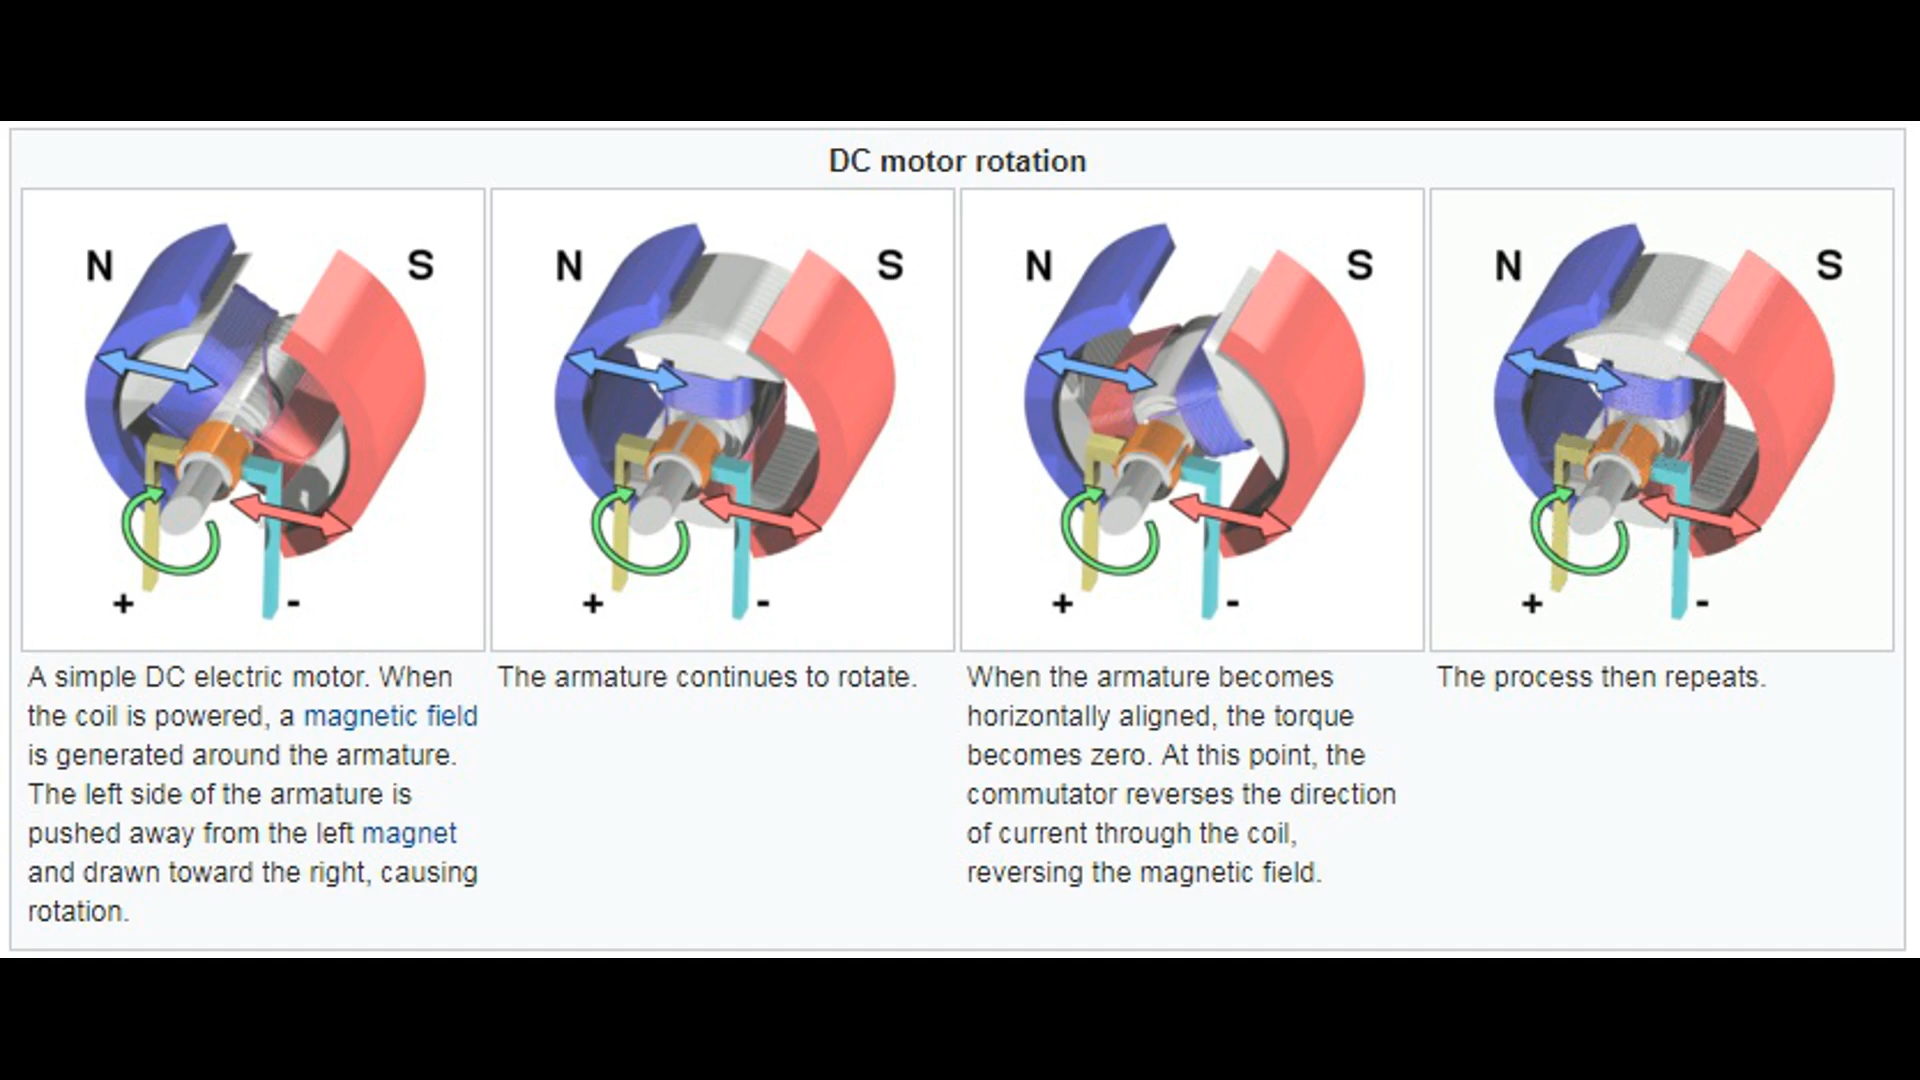 DC motor rotation
N S
+ -
N S
+ -
N S
+ -
N S
+ -
A simple DC electric motor. When
the coil is powered, a magnetic field
is generated around the armature.
The left side of the armature is
pushed away from the left magnet
and drawn toward the right, causing
rotation.
The armature continues to rotate.
When the armature becomes
horizontally aligned, the torque
becomes zero. At this point, the
commutator reverses the direction
of current through the coil,
reversing the magnetic field.
The process then repeats.